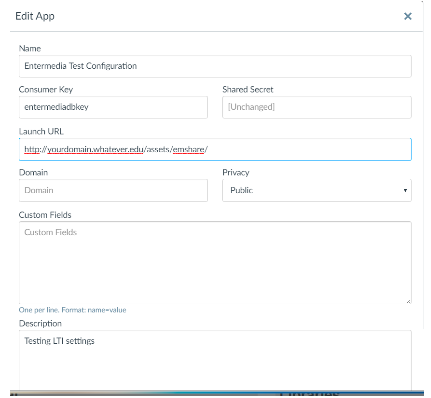 Edit App
×
Name
Entermedia Test Configuration
Consumer Key
Shared Secret
entermediadbkey
[Unchanged]
Launch URL
http://yourdomain.whatever.edu/assets/emshare/
Domain
Privacy
Domain
Public
Custom Fields
Custom Fields
One per line. Format: name=value
Description
Testing LTI settings